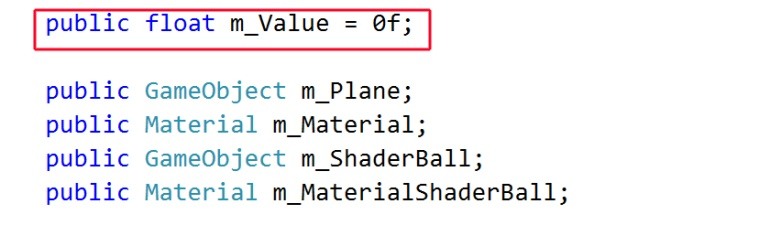 public float m_Value = 0f;
public GameObject m_Plane;
public Material m_Material;
public GameObject m_ShaderBall;
public Material m_MaterialShaderBall;